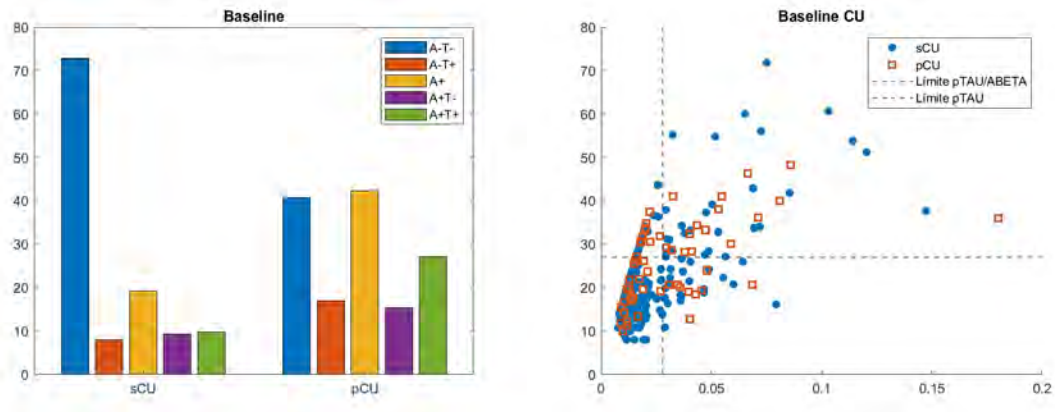 Baseline
80
70
60
50
40
30
20
10
0
sCU
pCU
A-T-
A-T+
A+
A+T-
A+T+
Baseline CU
80
70
60
50
40
30
20
10
0
0
0.05
0.1
0.15
0.2
sCU
pCU
Límite pTAU/ABETA
Límite pTAU